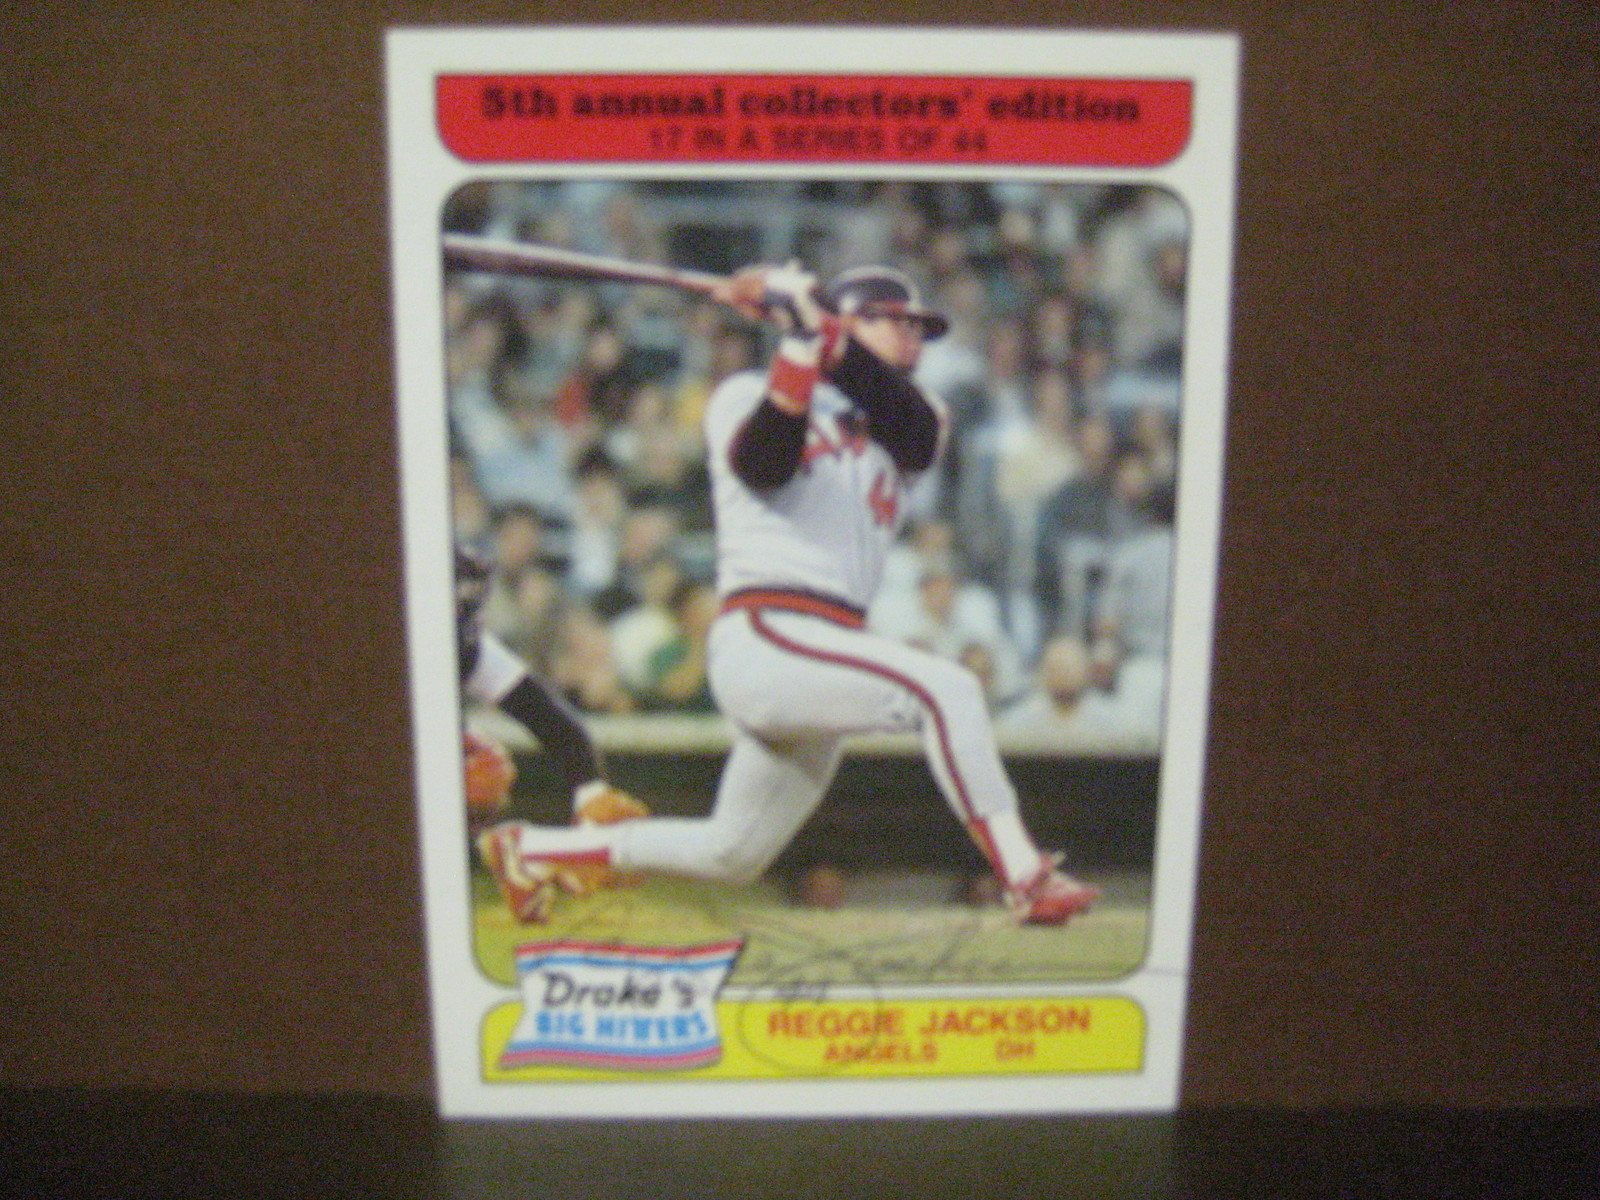 5th annual collectors' edition
17 IN A SERIES OF 44
Drake's
BIG HITTERS
REGGIE JACKSON
ANGELS DH